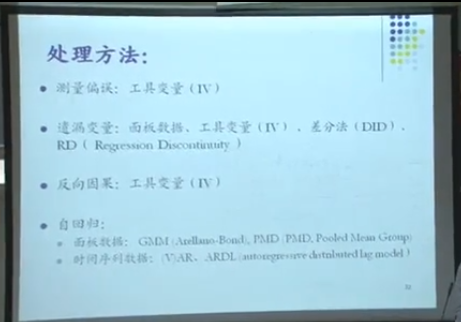 处理方法:
测量偏误: 工具变量 (IV)
遗漏变量: 面板数据、工具变量 (IV) 、差分法 (DID) 、
RD ( Regression Discontinuty )
反向因果: 工具变量 (IV)
自回归:
面板数据: GMM (Arellano-Bond), PMD (PMD, Pooled Mean Group)
时间序列数据: (V)AR、ARDL (autoregressive distributed lag model )